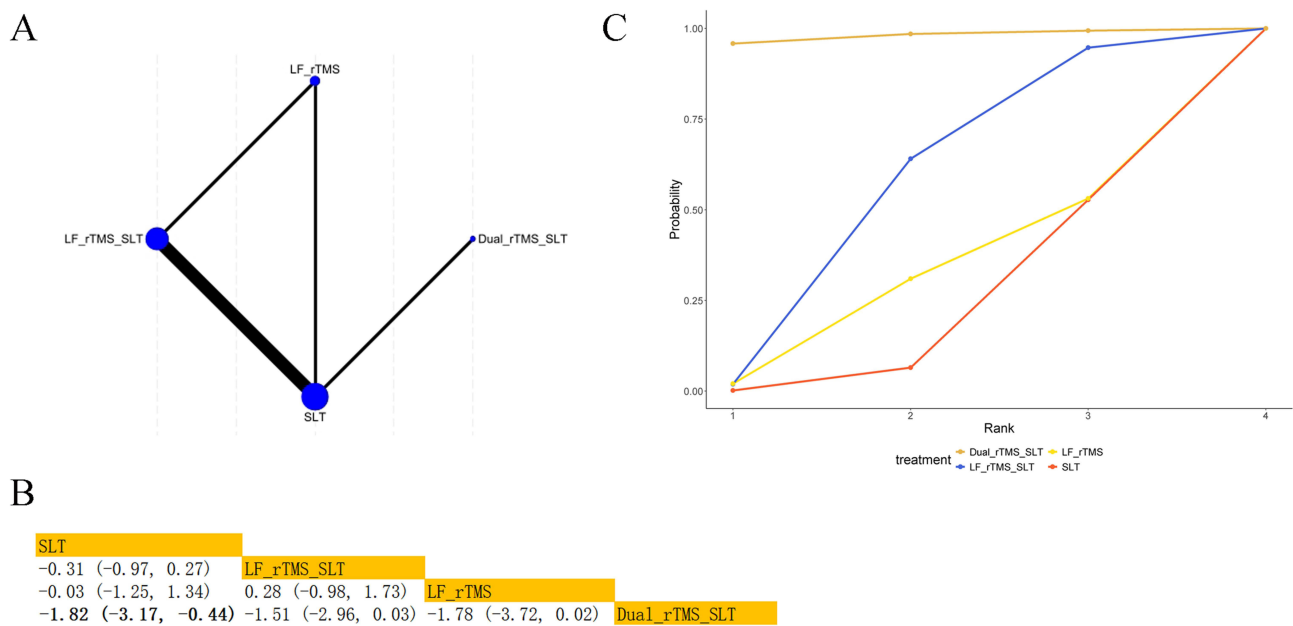 A
LF_rTMS
LF_rTMS_SLT
Dual_rTMS_SLT
SLT
B
SLT
-0.31 (-0.97, 0.27) LF_rTMS_SLT
-0.03 (-1.25, 1.34) 0.28 (-0.98, 1.73) LF_rTMS
-1.82 (-3.17, -0.44) -1.51 (-2.96, 0.03) -1.78 (-3.72, 0.02) Dual_rTMS_SLT
C
1.00
0.75
0.50
0.25
0.00
Probability
1 2 3 4
Rank
treatment
Dual_rTMS_SLT LF_rTMS
LF_rTMS_SLT SLT